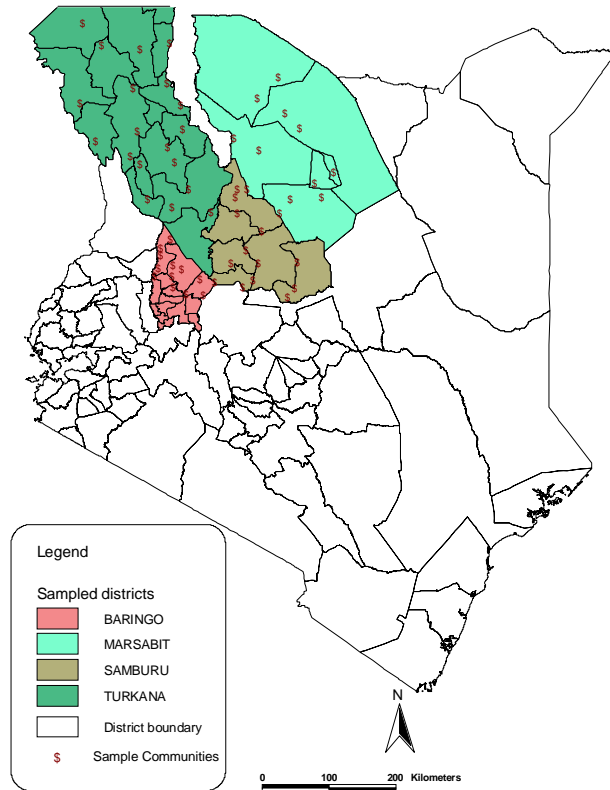 Legend
Sampled districts
BARINGO
MARSABIT
SAMBURU
TURKANA
District boundary
$ Sample Communities
N
0 100 200 Kilometers